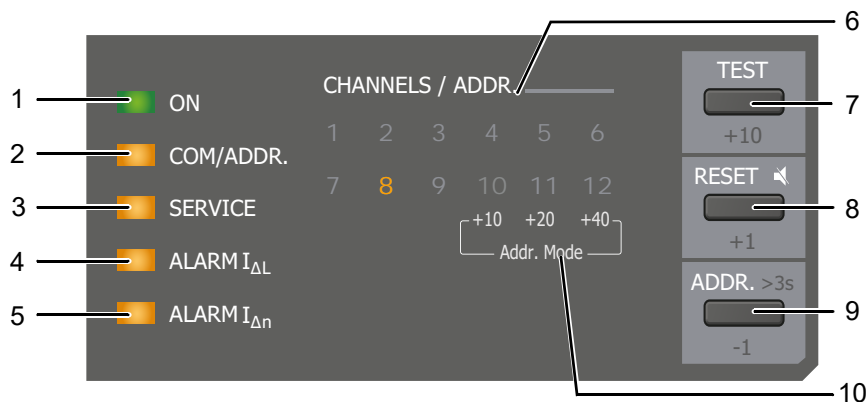 6
CHANNELS / ADDR.
TEST
1
ON
7
1 2 3 4 5 6
+10
2
COM/ADDR.
7 8 9 10 11 12
RESET
3
SERVICE
8
+10 +20 +40
+1
Addr. Mode
4
ALARM I∆L
ADDR. >3s
5
ALARM I∆n
9
-1
10